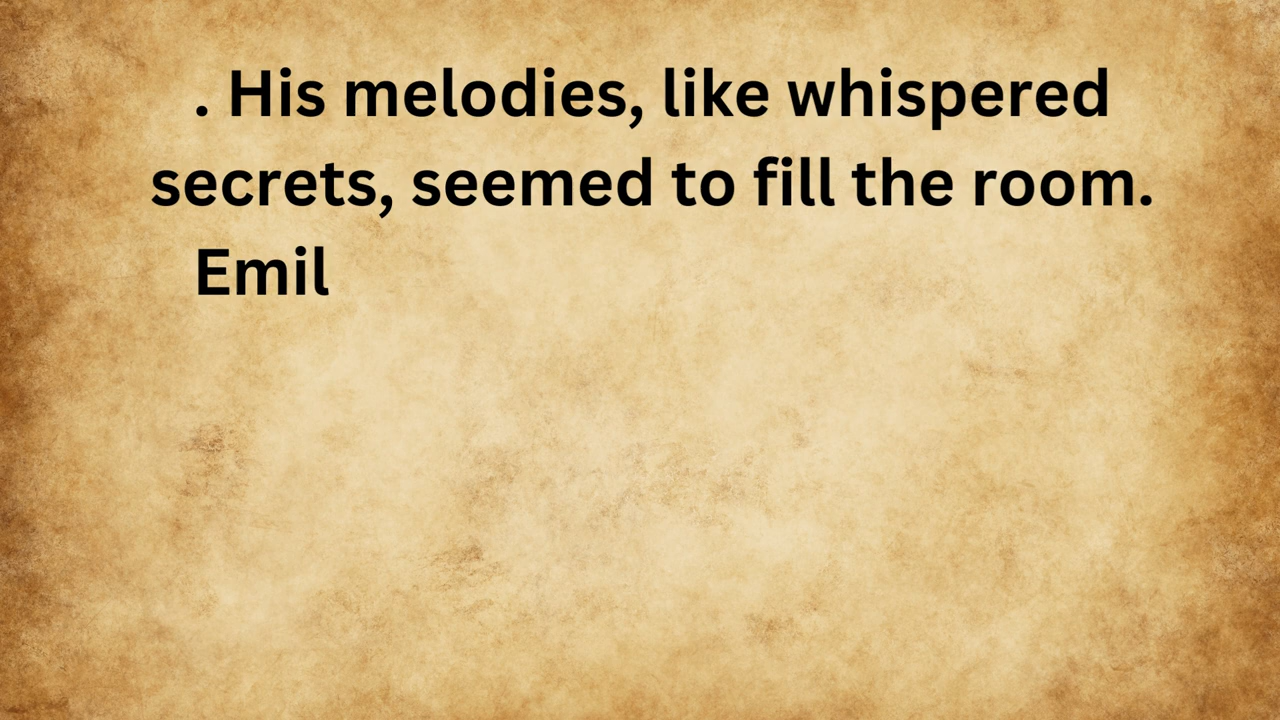 . His melodies, like whispered
secrets, seemed to fill the room.
Emil